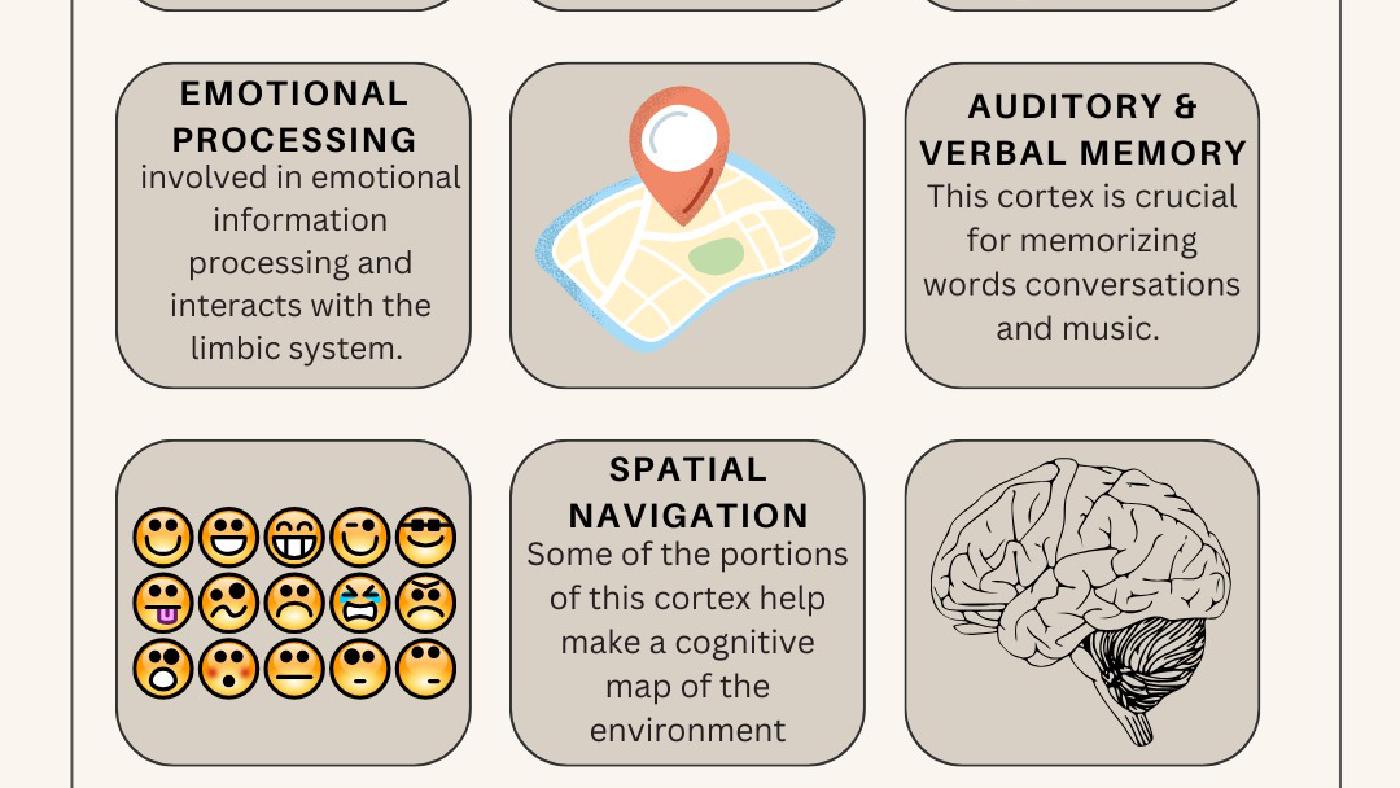 EMOTIONAL
PROCESSING
involved in emotional
information
processing and
interacts with the
limbic system.
AUDITORY &
VERBAL MEMORY
This cortex is crucial
for memorizing
words conversations
and music.
SPATIAL
NAVIGATION
Some of the portions
of this cortex help
make a cognitive
map of the
environment